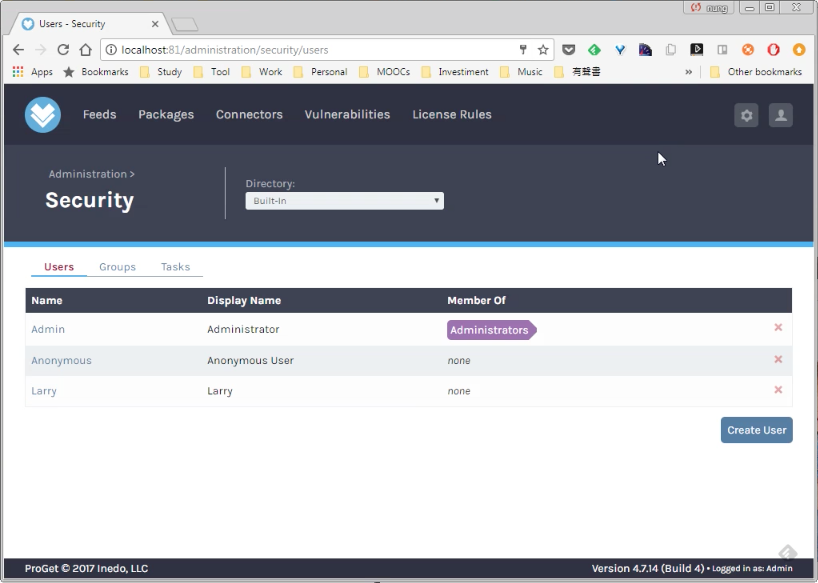 nung
Users - Security
localhost:81/administration/security/users
Apps Bookmarks Study Tool Work Personal MOOCs Investiment Music 有聲書 » Other bookmarks
Feeds Packages Connectors Vulnerabilities License Rules
Administration >
Security
Directory:
Built-In
Users Groups Tasks
Name Display Name Member Of
Admin Administrator Administrators
Anonymous Anonymous User none
Larry Larry none
Create User
ProGet © 2017 Inedo, LLC Version 4.7.14 (Build 4) • Logged in as: Admin